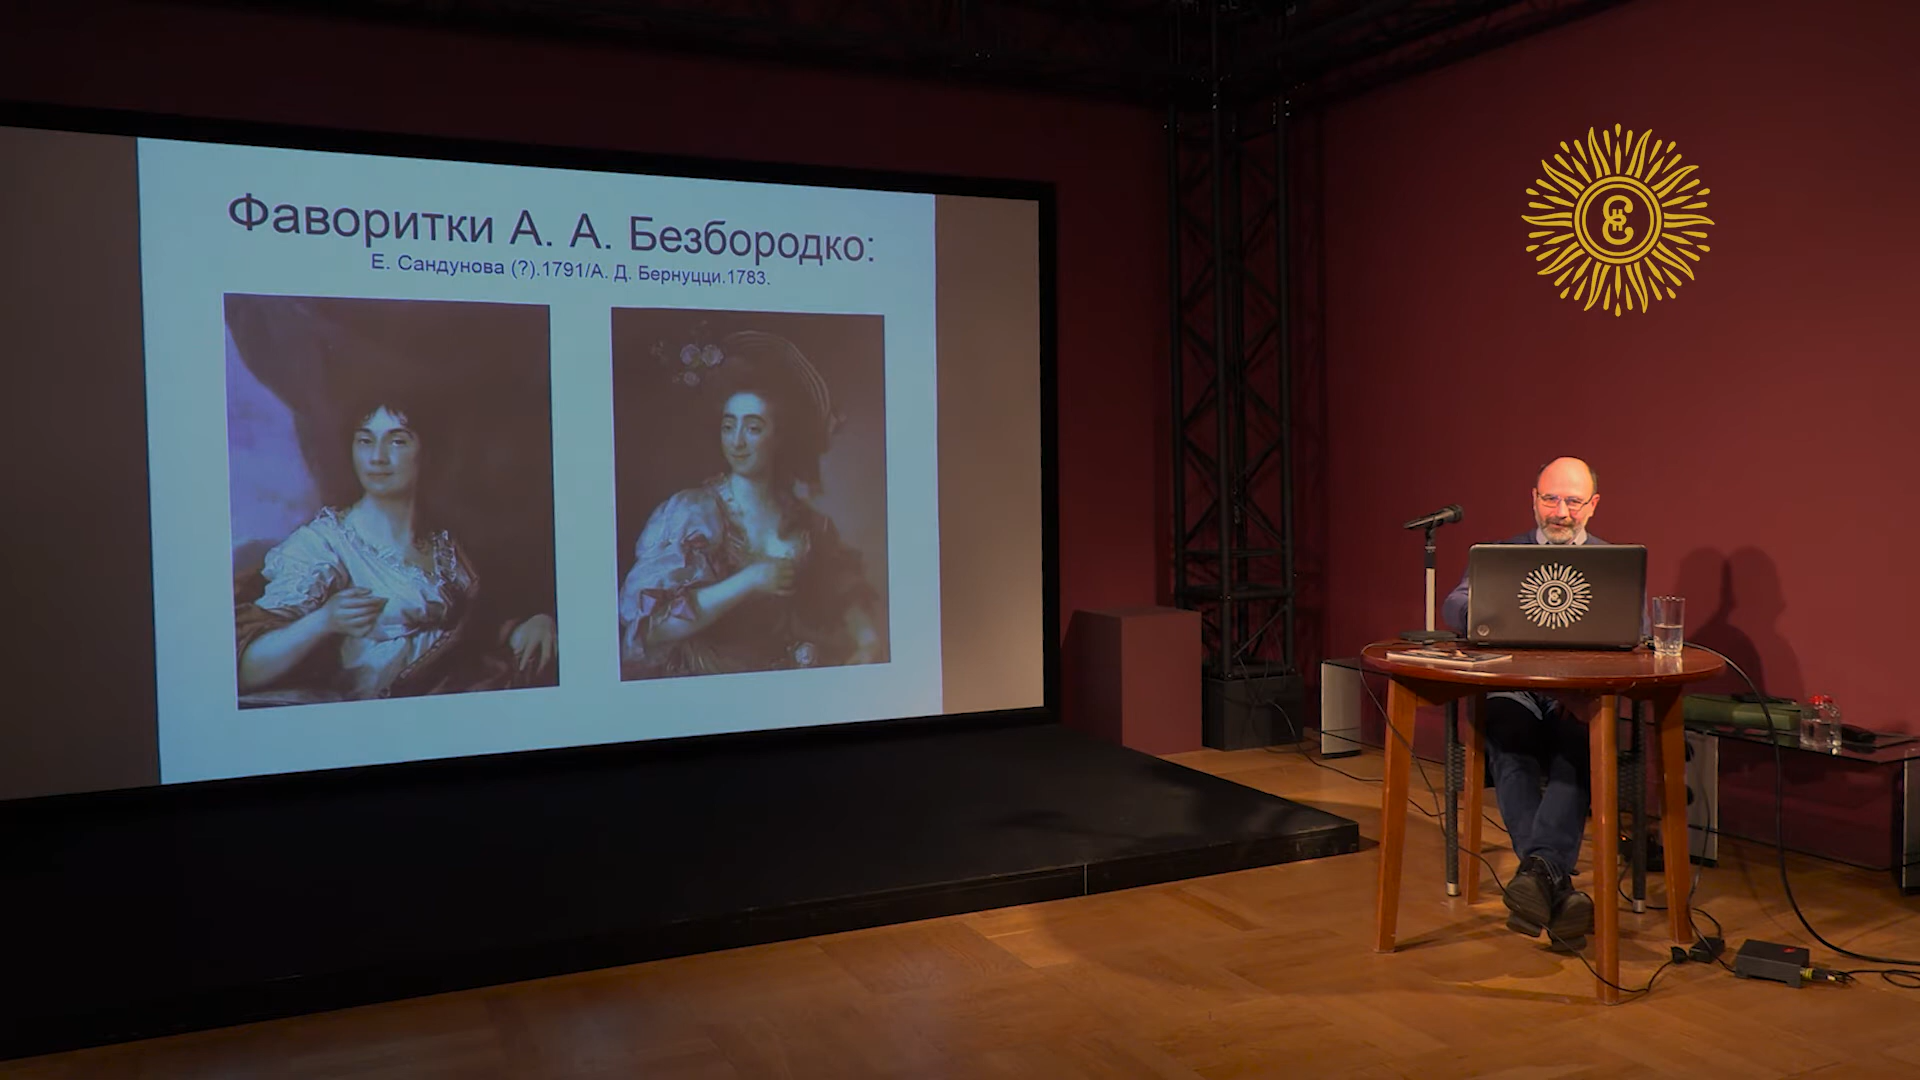 Фаворитки А. А. Безбородко:
Е. Сандунова (?).1791/А. Д. Бернуцци.1783.